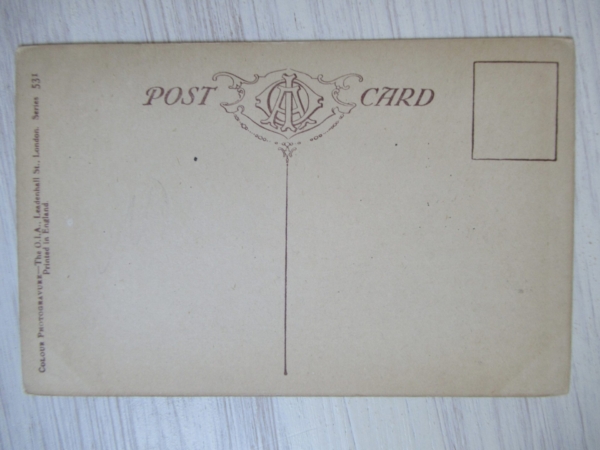 POST CARD
COLOUR PHOTOGRAVURE—The G.I.A., Leadenhall St., London. Series 531
Printed in England